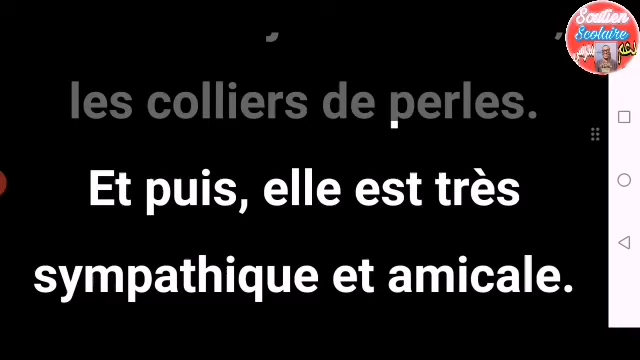 Soutien
Scolaire
les colliers de perles.
Et puis, elle est très
sympathique et amicale.